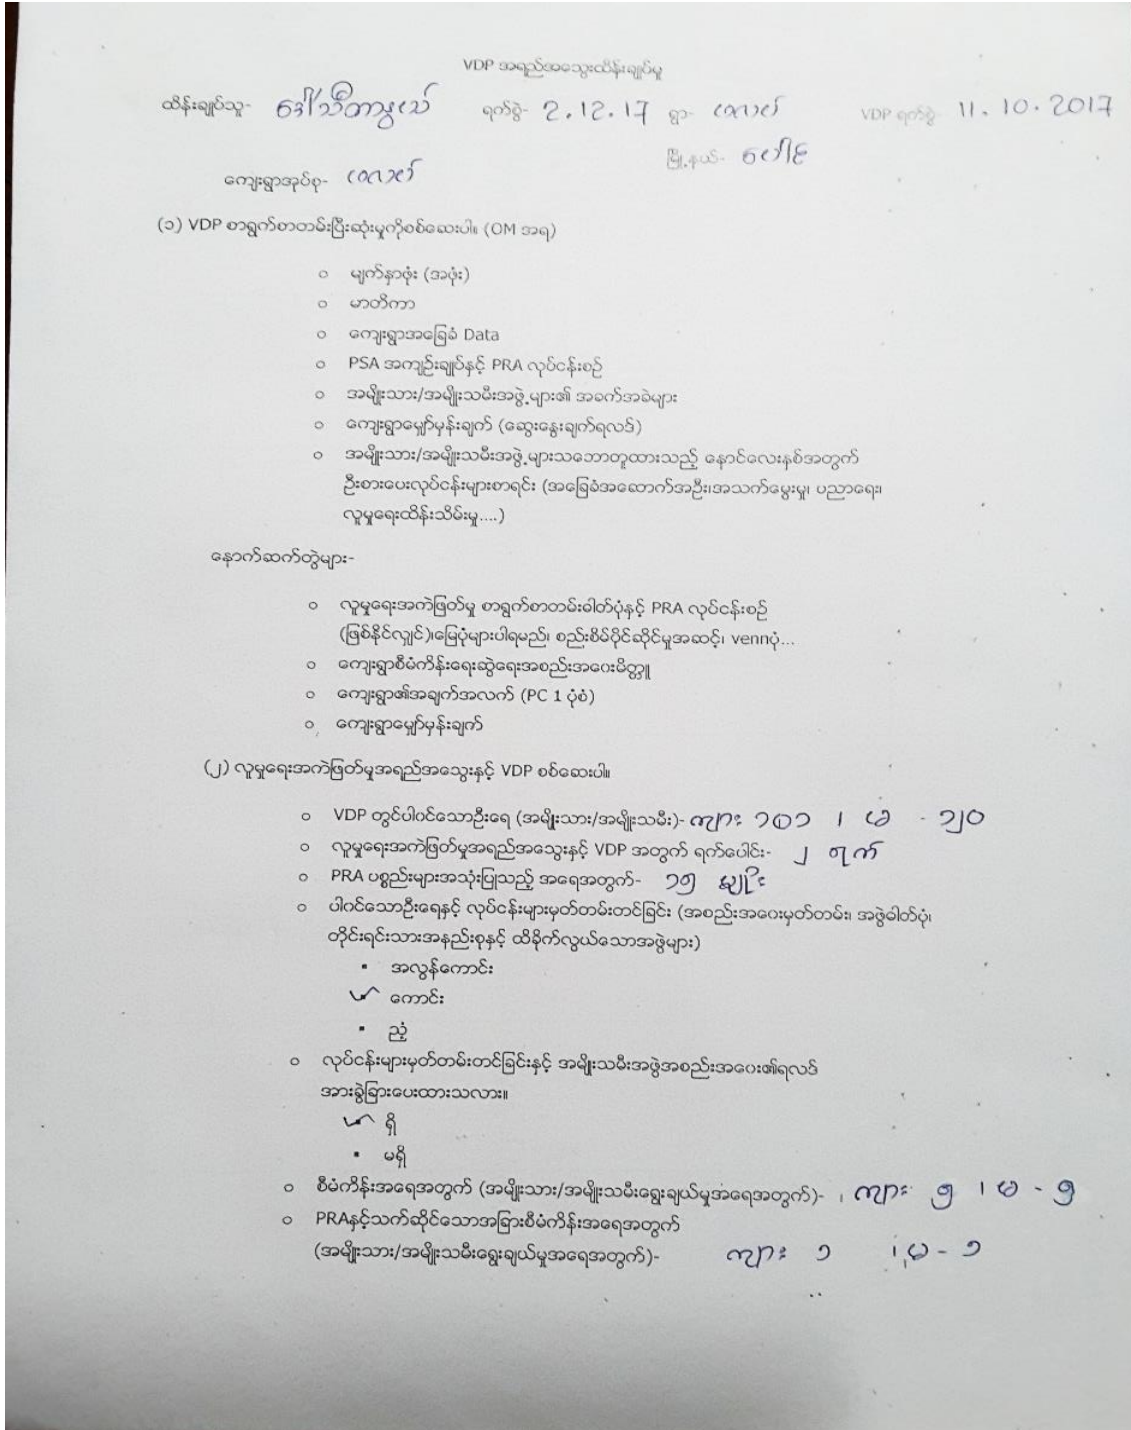 VDP အရည်အသွေးထိန်းချုပ်မှု
ထိန်းချုပ်သူ- ဒေါ်သီတာနွယ် ရက်စွဲ- 2.12.17 ရွာ- VDP ရက်စွဲ 11.10.2017
မြို့နယ်- ပေါင်
ကျေးရွာအုပ်စု-
(၁) VDP စာရွက်စာတမ်းပြီးဆုံးမှုကိုစစ်ဆေးပါ။ (OM အရ)
○ မျက်နှာဖုံး (အဖုံး)
○ မာတိကာ
○ ကျေးရွာအခြေခံ Data
○ PSA အကျဉ်းချုပ်နှင့် PRA လုပ်ငန်းစဉ်
○ အမျိုးသား/အမျိုးသမီးအဖွဲ့များ၏ အခက်အခဲများ
○ ကျေးရွာမျှော်မှန်းချက် (ဆွေးနွေးချက်ရလဒ်)
○ အမျိုးသား/အမျိုးသမီးအဖွဲ့များသဘောတူထားသည့် နောင်လေးနှစ်အတွက်
ဦးစားပေးလုပ်ငန်းများစာရင်း (အခြေခံအဆောက်အဦး၊အသက်မွေးမှု၊ ပညာရေး၊
လူမှုရေးထိန်းသိမ်းမှု....)
နောက်ဆက်တွဲများ-
○ လူမှုရေးအကဲဖြတ်မှု စာရွက်စာတမ်းဓါတ်ပုံနှင့် PRA လုပ်ငန်းစဉ်
(ဖြစ်နိုင်လျှင်)၊မြေပုံများပါရမည်၊ စည်းစိမ်ပိုင်ဆိုင်မှုအဆင့်၊ vennပုံ...
○ ကျေးရွာစီမံကိန်းရေးဆွဲရေးအစည်းအဝေးမိတ္တူ
○ ကျေးရွာ၏အချက်အလက် (PC 1 ပုံစံ)
○ ကျေးရွာမျှော်မှန်းချက်
(၂) လူမှုရေးအကဲဖြတ်မှုအရည်အသွေးနှင့် VDP စစ်ဆေးပါ။
○ VDP တွင်ပါဝင်သောဦးရေ (အမျိုးသား/အမျိုးသမီး)- ကျား ၁၀၁ ၊ မ - ၁၂၀
○ လူမှုရေးအကဲဖြတ်မှုအရည်အသွေးနှင့် VDP အတွက် ရက်ပေါင်း- ၂ ရက်
○ PRA ပစ္စည်းများအသုံးပြုသည့် အရေအတွက်- ၁၅ မျိုး
○ ပါဝင်သောဦးရေနှင့် လုပ်ငန်းများမှတ်တမ်းတင်ခြင်း (အစည်းအဝေးမှတ်တမ်း၊ အဖွဲဓါတ်ပုံ၊
တိုင်းရင်းသားအနည်းစုနှင့် ထိခိုက်လွယ်သောအဖွဲများ)
▪ အလွန်ကောင်း
✓ ကောင်း
▪ ညံ့
○ လုပ်ငန်းများမှတ်တမ်းတင်ခြင်းနှင့် အမျိုးသမီးအဖွဲအစည်းအဝေး၏ရလဒ်
အားခွဲခြားပေးထားသလား။
✓ ရှိ
▪ မရှိ
○ စီမံကိန်းအရေအတွက် (အမျိုးသား/အမျိုးသမီးရွေးချယ်မှုအရေအတွက်)- ကျား ၅ ၊ မ - ၅
○ PRAနှင့်သက်ဆိုင်သောအခြားစီမံကိန်းအရေအတွက်
(အမျိုးသား/အမျိုးသမီးရွေးချယ်မှုအရေအတွက်)- ကျား ၁ ၊ မ - ၁